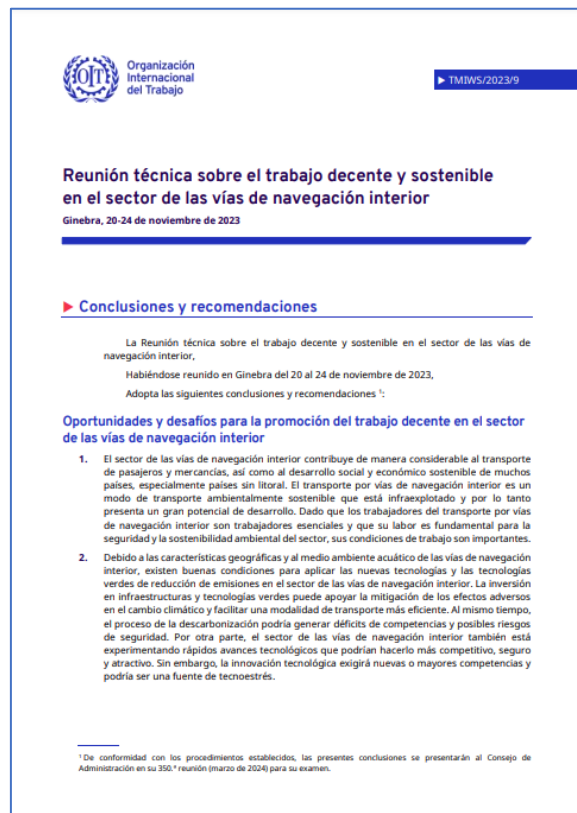 OIT
Organización
Internacional
del Trabajo
▶ TMIWS/2023/9
Reunión técnica sobre el trabajo decente y sostenible
en el sector de las vías de navegación interior
Ginebra, 20-24 de noviembre de 2023
▶ Conclusiones y recomendaciones
La Reunión técnica sobre el trabajo decente y sostenible en el sector de las vías de
navegación interior,
Habiéndose reunido en Ginebra del 20 al 24 de noviembre de 2023,
Adopta las siguientes conclusiones y recomendaciones ¹:
Oportunidades y desafíos para la promoción del trabajo decente en el sector
de las vías de navegación interior
1. El sector de las vías de navegación interior contribuye de manera considerable al transporte
de pasajeros y mercancías, así como al desarrollo social y económico sostenible de muchos
países, especialmente países sin litoral. El transporte por vías de navegación interior es un
modo de transporte ambientalmente sostenible que está infraexplotado y por lo tanto
presenta un gran potencial de desarrollo. Dado que los trabajadores del transporte por vías
de navegación interior son trabajadores esenciales y que su labor es fundamental para la
seguridad y la sostenibilidad ambiental del sector, sus condiciones de trabajo son importantes.
2. Debido a las características geográficas y al medio ambiente acuático de las vías de navegación
interior, existen buenas condiciones para aplicar las nuevas tecnologías y las tecnologías
verdes de reducción de emisiones en el sector de las vías de navegación interior. La inversión
en infraestructuras y tecnologías verdes puede apoyar la mitigación de los efectos adversos
en el cambio climático y facilitar una modalidad de transporte más eficiente. Al mismo tiempo,
el proceso de la descarbonización podría generar déficits de competencias y posibles riesgos
de seguridad. Por otra parte, el sector de las vías de navegación interior también está
experimentando rápidos avances tecnológicos que podrían hacerlo más competitivo, seguro
y atractivo. Sin embargo, la innovación tecnológica exigirá nuevas o mayores competencias y
podría ser una fuente de tecnoestrés.
¹ De conformidad con los procedimientos establecidos, las presentes conclusiones se presentarán al Consejo de
Administración en su 350.ª reunión (marzo de 2024) para su examen.